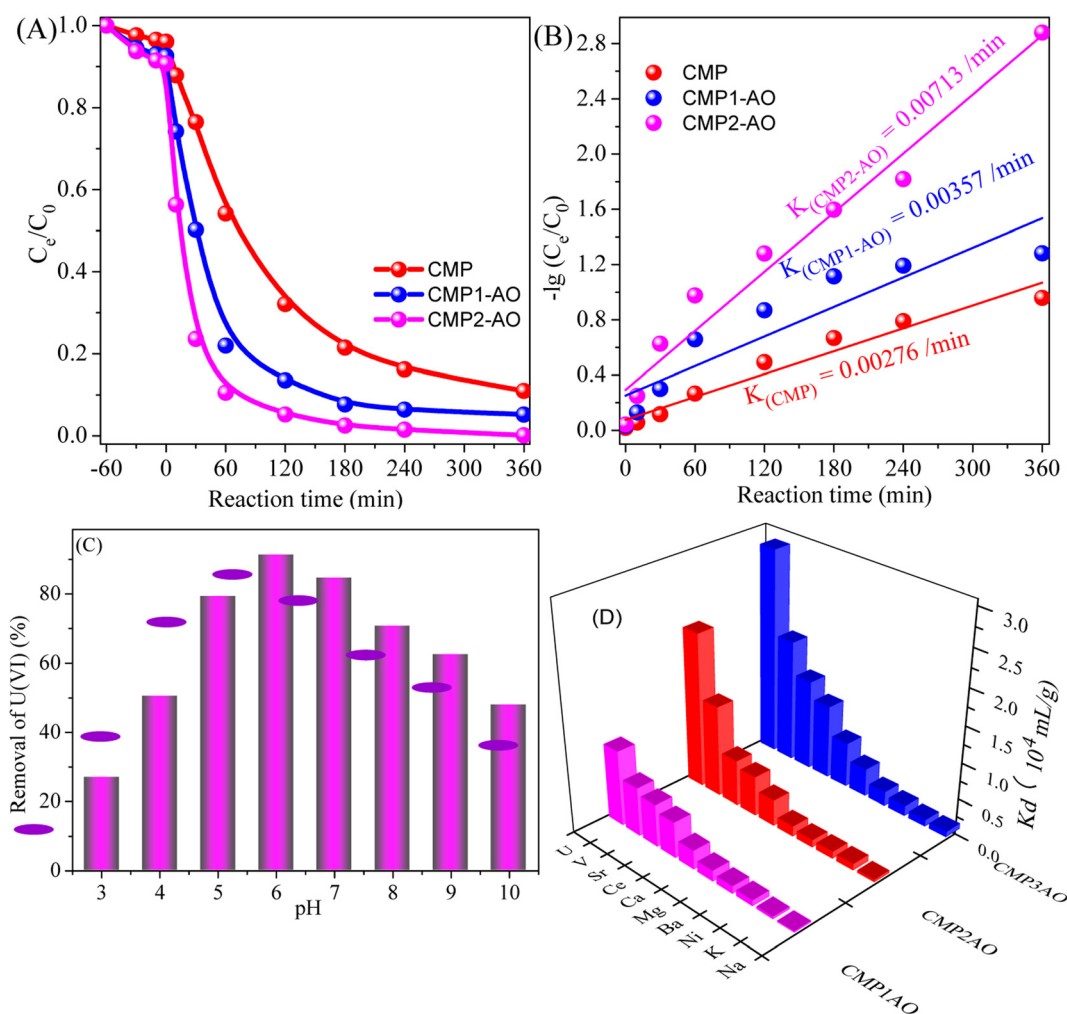 (A)
1.0
0.8
0.6
0.4
0.2
0.0
Ce/C0
CMP
CMP1-AO
CMP2-AO
-60 0 60 120 180 240 300 360
Reaction time (min)
(B)
2.8
2.4
2.0
1.6
1.2
0.8
0.4
0.0
-lg (Ce/C0)
CMP
CMP1-AO
CMP2-AO
K(CMP2-AO) = 0.00713 /min
K(CMP1-AO) = 0.00357 /min
K(CMP) = 0.00276 /min
0 60 120 180 240 300 360
Reaction time (min)
(C)
80
60
40
20
0
Removal of U(VI) (%)
3 4 5 6 7 8 9 10
pH
(D)
3.0
2.5
2.0
1.5
1.0
0.5
0.0
Kd ( 10^4 mL/g)
U
V
Sr
Co
Ca
Mg
Ba
Ni
K
Na
CMP1AO
CMP2AO
CMP3AO